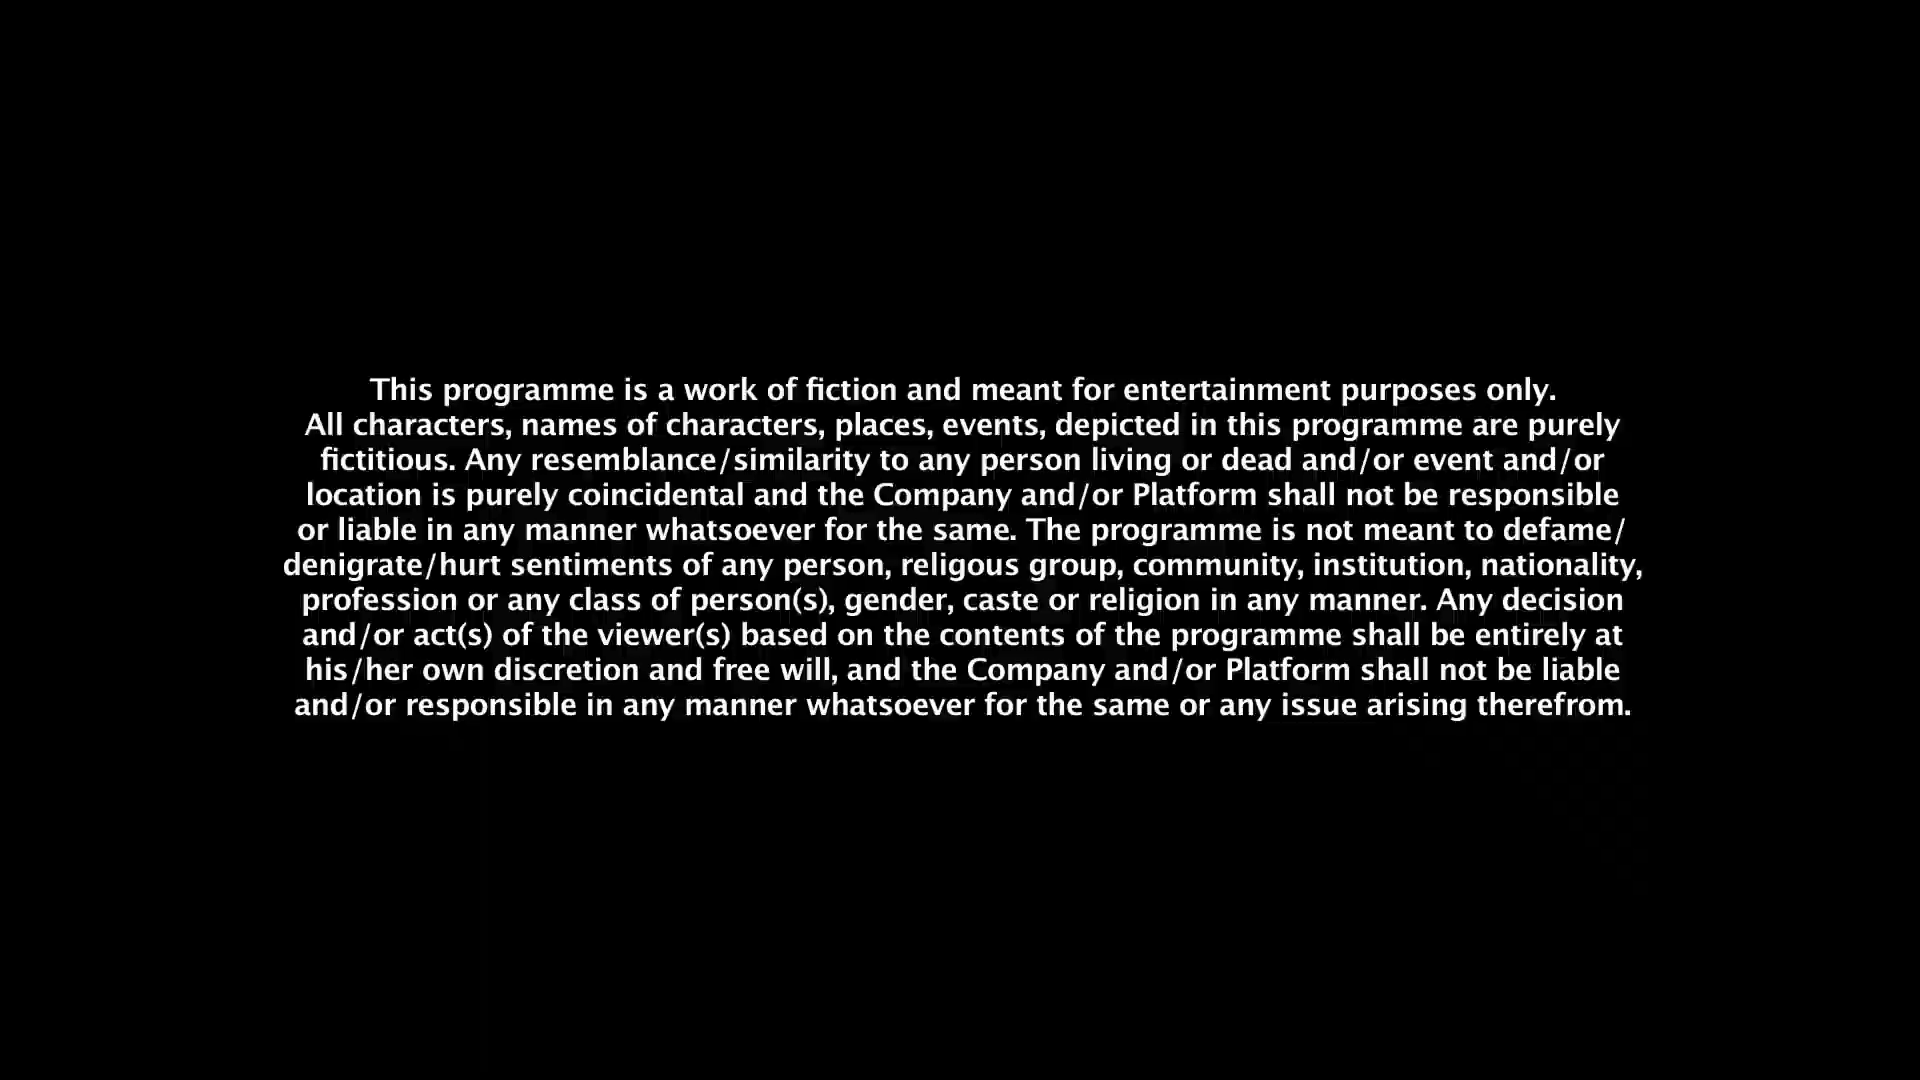 This programme is a work of fiction and meant for entertainment purposes only.
All characters, names of characters, places, events, depicted in this programme are purely
fictitious. Any resemblance/similarity to any person living or dead and/or event and/or
location is purely coincidental and the Company and/or Platform shall not be responsible
or liable in any manner whatsoever for the same. The programme is not meant to defame/
denigrate/hurt sentiments of any person, religous group, community, institution, nationality,
profession or any class of person(s), gender, caste or religion in any manner. Any decision
and/or act(s) of the viewer(s) based on the contents of the programme shall be entirely at
his/her own discretion and free will, and the Company and/or Platform shall not be liable
and/or responsible in any manner whatsoever for the same or any issue arising therefrom.